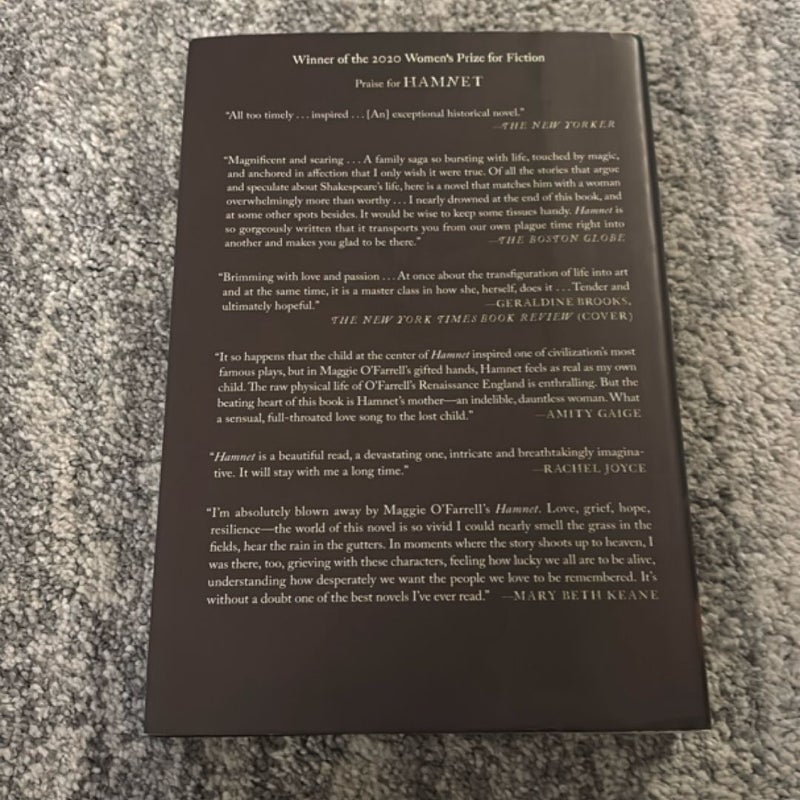 Winner of the 2020 Women's Prize for Fiction
Praise for HAMNET
"All too timely . . . inspired . . . [An] exceptional historical novel."
—THE NEW YORKER
"Magnificent and searing . . . A family saga so bursting with life, touched by magic,
and anchored in affection that I only wish it were true. Of all the stories that argue
and speculate about Shakespeare's life, here is a novel that matches him with a woman
overwhelmingly more than worthy . . . I nearly drowned at the end of this book, and
at some other spots besides. It would be wise to keep some tissues handy. Hamnet is
so gorgeously written that it transports you from our own plague time right into
another and makes you glad to be there." —THE BOSTON GLOBE
"Brimming with love and passion . . . At once about the transfiguration of life into art
and at the same time, it is a master class in how she, herself, does it . . . Tender and
ultimately hopeful." —GERALDINE BROOKS,
THE NEW YORK TIMES BOOK REVIEW (COVER)
"It so happens that the child at the center of Hamnet inspired one of civilization's most
famous plays, but in Maggie O'Farrell's gifted hands, Hamnet feels as real as my own
child. The raw physical life of O'Farrell's Renaissance England is enthralling. But the
beating heart of this book is Hamnet's mother—an indelible, dauntless woman. What
a sensual, full-throated love song to the lost child." —AMITY GAIGE
"Hamnet is a beautiful read, a devastating one, intricate and breathtakingly imagina-
tive. It will stay with me a long time." —RACHEL JOYCE
"I'm absolutely blown away by Maggie O'Farrell's Hamnet. Love, grief, hope,
resilience—the world of this novel is so vivid I could nearly smell the grass in the
fields, hear the rain in the gutters. In moments where the story shoots up to heaven, I
was there, too, grieving with these characters, feeling how lucky we all are to be alive,
understanding how desperately we want the people we love to be remembered. It's
without a doubt one of the best novels I've ever read." —MARY BETH KEANE